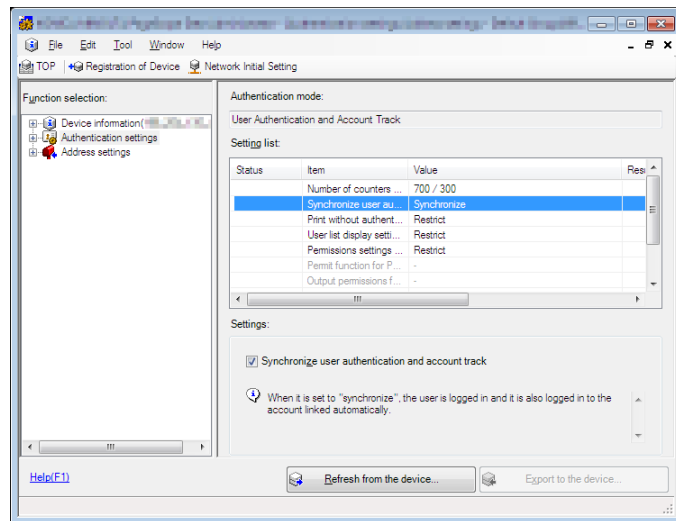 File Edit Tool Window Help
TOP Registration of Device Network Initial Setting
Function selection:
Device information(
Authentication settings
Address settings
Authentication mode:
User Authentication and Account Track
Setting list:
Status Item Value
Number of counters ... 700 / 300
Synchronize user au... Synchronize
Print without authent... Restrict
User list display setti... Restrict
Permissions settings ... Restrict
Permit function for P... -
Output permissions f... -
Settings:
Synchronize user authentication and account track
When it is set to "synchronize", the user is logged in and it is also logged in to the
account linked automatically.
Help(F1)
Refresh from the device...
Export to the device...